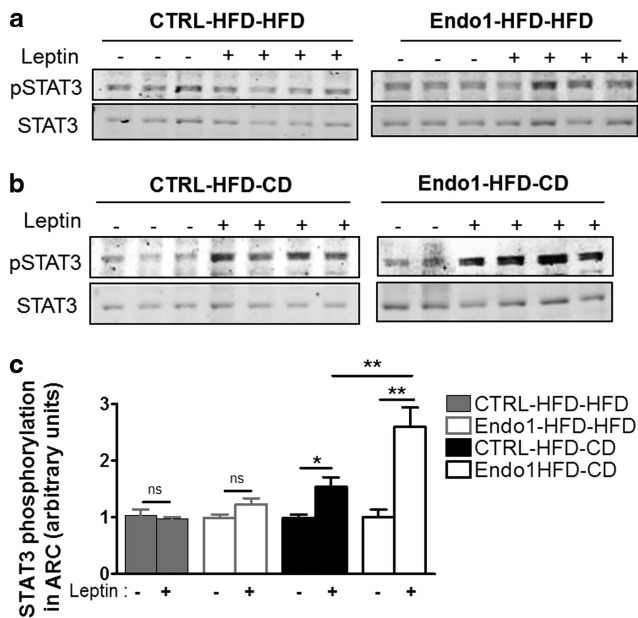 a
CTRL-HFD-HFD Endo1-HFD-HFD
Leptin - - - + + + + - - - + + + +
pSTAT3
STAT3
b
CTRL-HFD-CD Endo1-HFD-CD
Leptin - - - + + + + - - + + + +
pSTAT3
STAT3
c
STAT3 phosphorylation
in ARC (arbitrary units)
3
2
1
0
ns
ns
*
**
**
CTRL-HFD-HFD
Endo1-HFD-HFD
CTRL-HFD-CD
Endo1HFD-CD
Leptin : - + - + - + - +